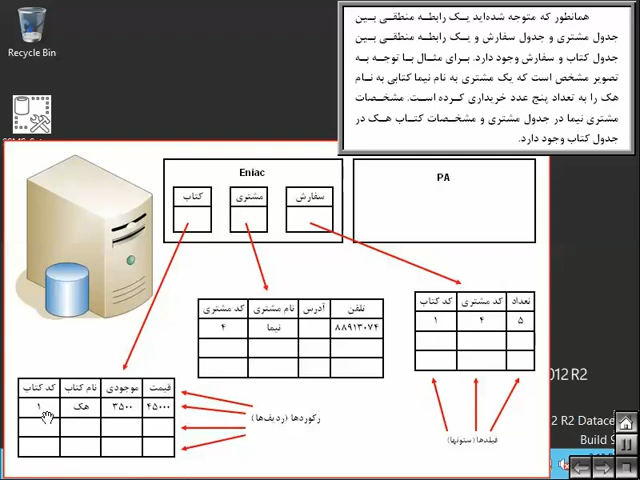 همانطور که متوجه شده‌اید یک رابطه منطقی بین
جدول مشتری و جدول سفارش و یک رابطه منطقی بین
جدول کتاب و سفارش وجود دارد. برای مثال با توجه به
تصویر مشخص است که یک مشتری به نام نیما کتابی به نام
هک را به تعداد پنج عدد خریداری کرده است. مشخصات
مشتری نیما در جدول مشتری و مشخصات کتاب هک در
جدول کتاب وجود دارد.
Recycle Bin
Eniac
PA
کتاب
مشتری
سفارش
کد کتاب کد مشتری تعداد
۱ ۴ ۵
کد مشتری نام مشتری آدرس تلفن
۴ نیما ۸۸۹۱۳۰۷۴
کد کتاب نام کتاب موجودی قیمت
۱ هک ۳۵۰۰ ۴۵۰۰۰
رکوردها (ردیف‌ها)
فیلدها (ستونها)
012 R2
2 R2 Datace
Build 9